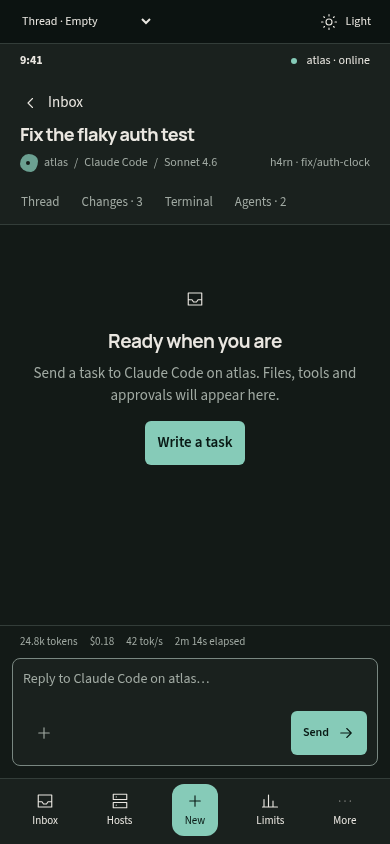 Thread · Empty
Light
9:41
atlas · online
Inbox
Fix the flaky auth test
atlas / Claude Code / Sonnet 4.6
h4rn · fix/auth-clock
Thread
Changes · 3
Terminal
Agents · 2
Ready when you are
Send a task to Claude Code on atlas. Files, tools and
approvals will appear here.
Write a task
24.8k tokens
$0.18
42 tok/s
2m 14s elapsed
Reply to Claude Code on atlas…
Send
Inbox
Hosts
New
Limits
More